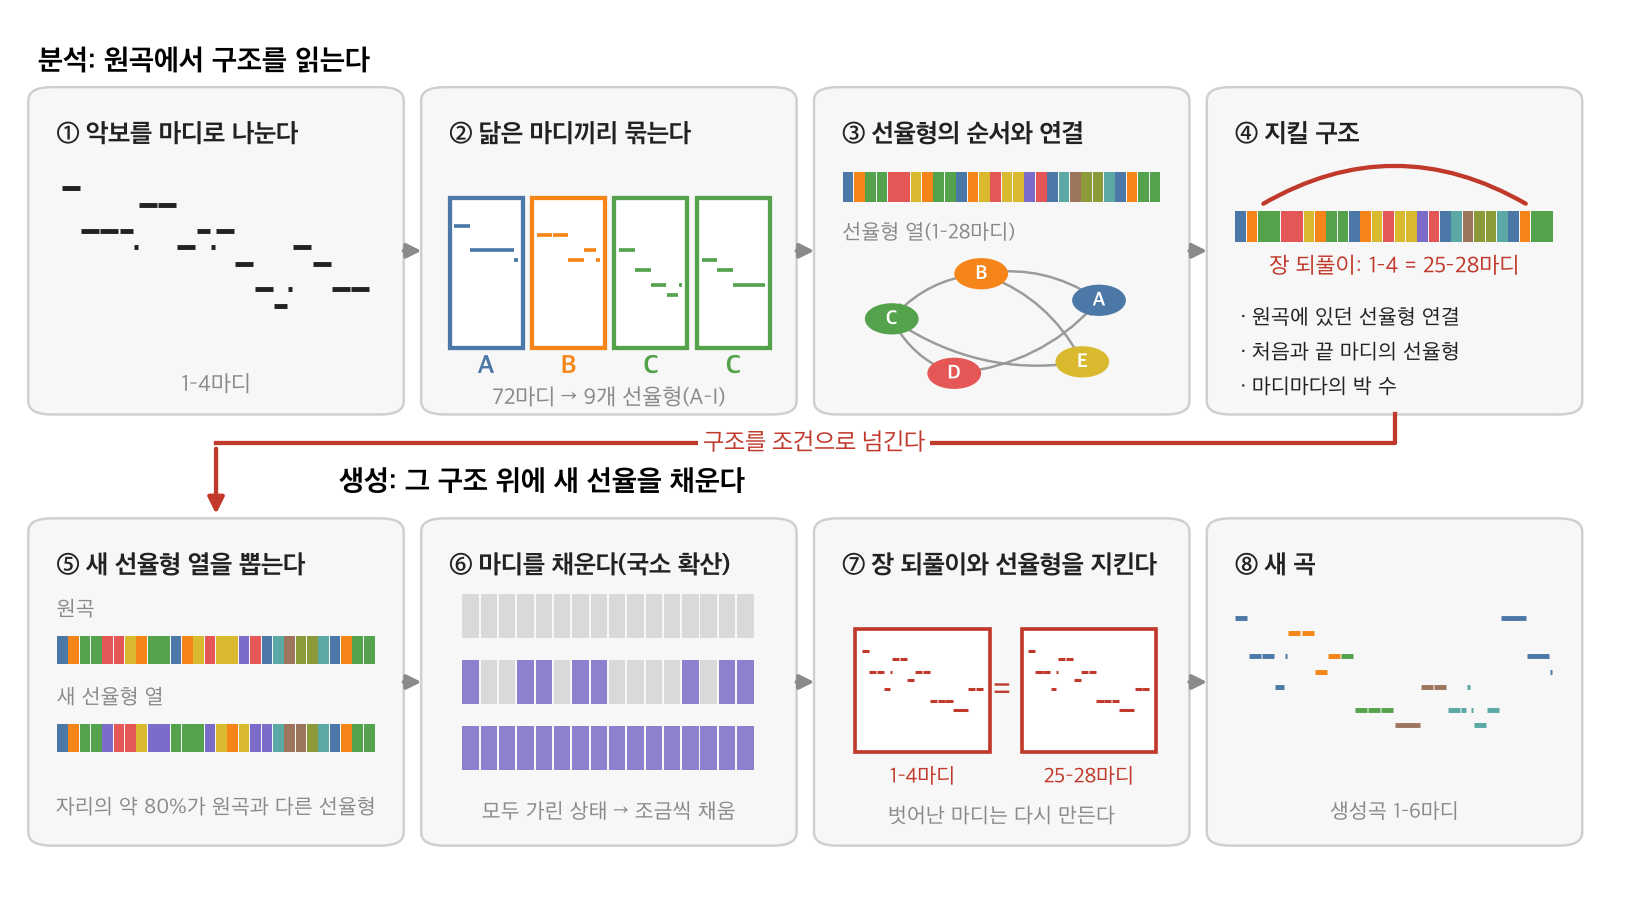 분석: 원곡에서 구조를 읽는다
① 악보를 마디로 나눈다
1-4마디
② 닮은 마디끼리 묶는다
A B C C
72마디 → 9개 선율형(A-I)
③ 선율형의 순서와 연결
선율형 열(1-28마디)
B
A
C
E
D
④ 지킬 구조
장 되풀이: 1-4 = 25-28마디
· 원곡에 있던 선율형 연결
· 처음과 끝 마디의 선율형
· 마디마다의 박 수
구조를 조건으로 넘긴다
생성: 그 구조 위에 새 선율을 채운다
⑤ 새 선율형 열을 뽑는다
원곡
새 선율형 열
자리의 약 80%가 원곡과 다른 선율형
⑥ 마디를 채운다(국소 확산)
모두 가린 상태 → 조금씩 채움
⑦ 장 되풀이와 선율형을 지킨다
=
1-4마디 25-28마디
벗어난 마디는 다시 만든다
⑧ 새 곡
생성곡 1-6마디